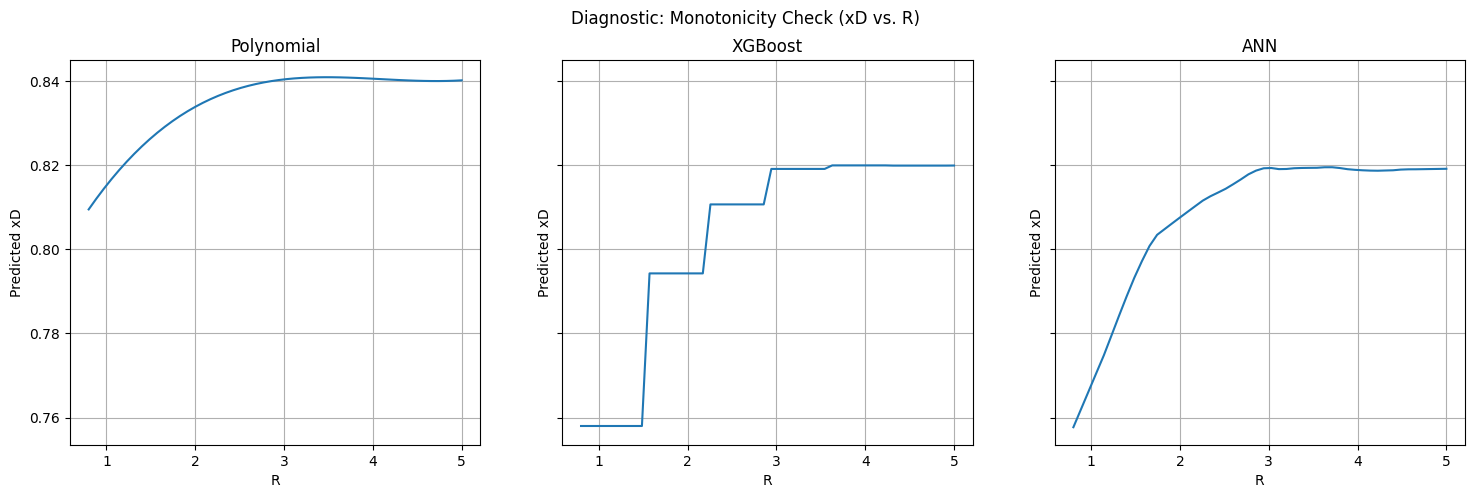 Diagnostic: Monotonicity Check (xD vs. R)
Polynomial
XGBoost
ANN
Predicted xD
0.84
0.82
0.80
0.78
0.76
1 2 3 4 5
R
Predicted xD
1 2 3 4 5
R
Predicted xD
1 2 3 4 5
R